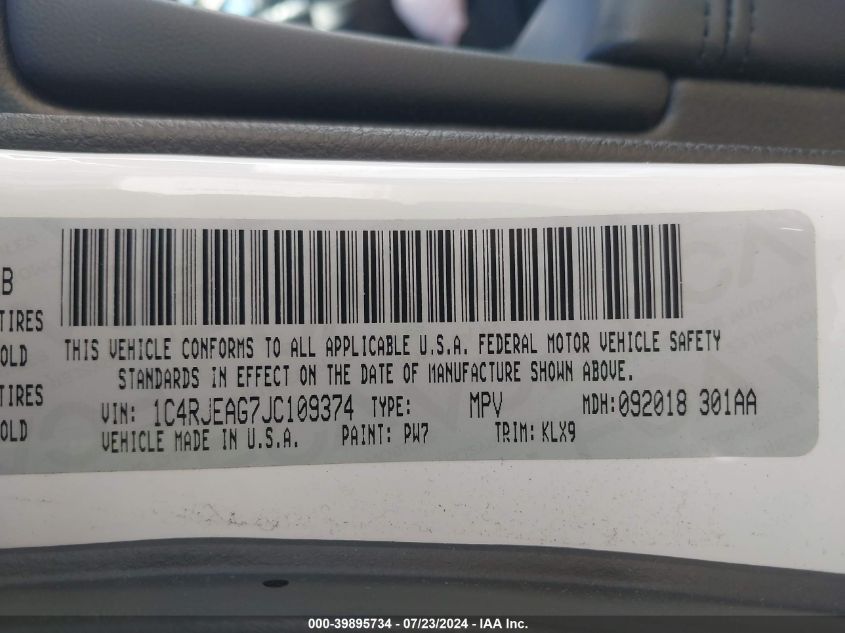 B
TIRES
OLD
TIRES
OLD
THIS VEHICLE CONFORMS TO ALL APPLICABLE U.S.A. FEDERAL MOTOR VEHICLE SAFETY
STANDARDS IN EFFECT ON THE DATE OF MANUFACTURE SHOWN ABOVE.
VIN: 1C4RJEAG7JC109374 TYPE: MPV MDH:092018 301AA
VEHICLE MADE IN U.S.A. PAINT: PW7 TRIM: KLX9
000-39895734 - 07/23/2024 - IAA Inc.